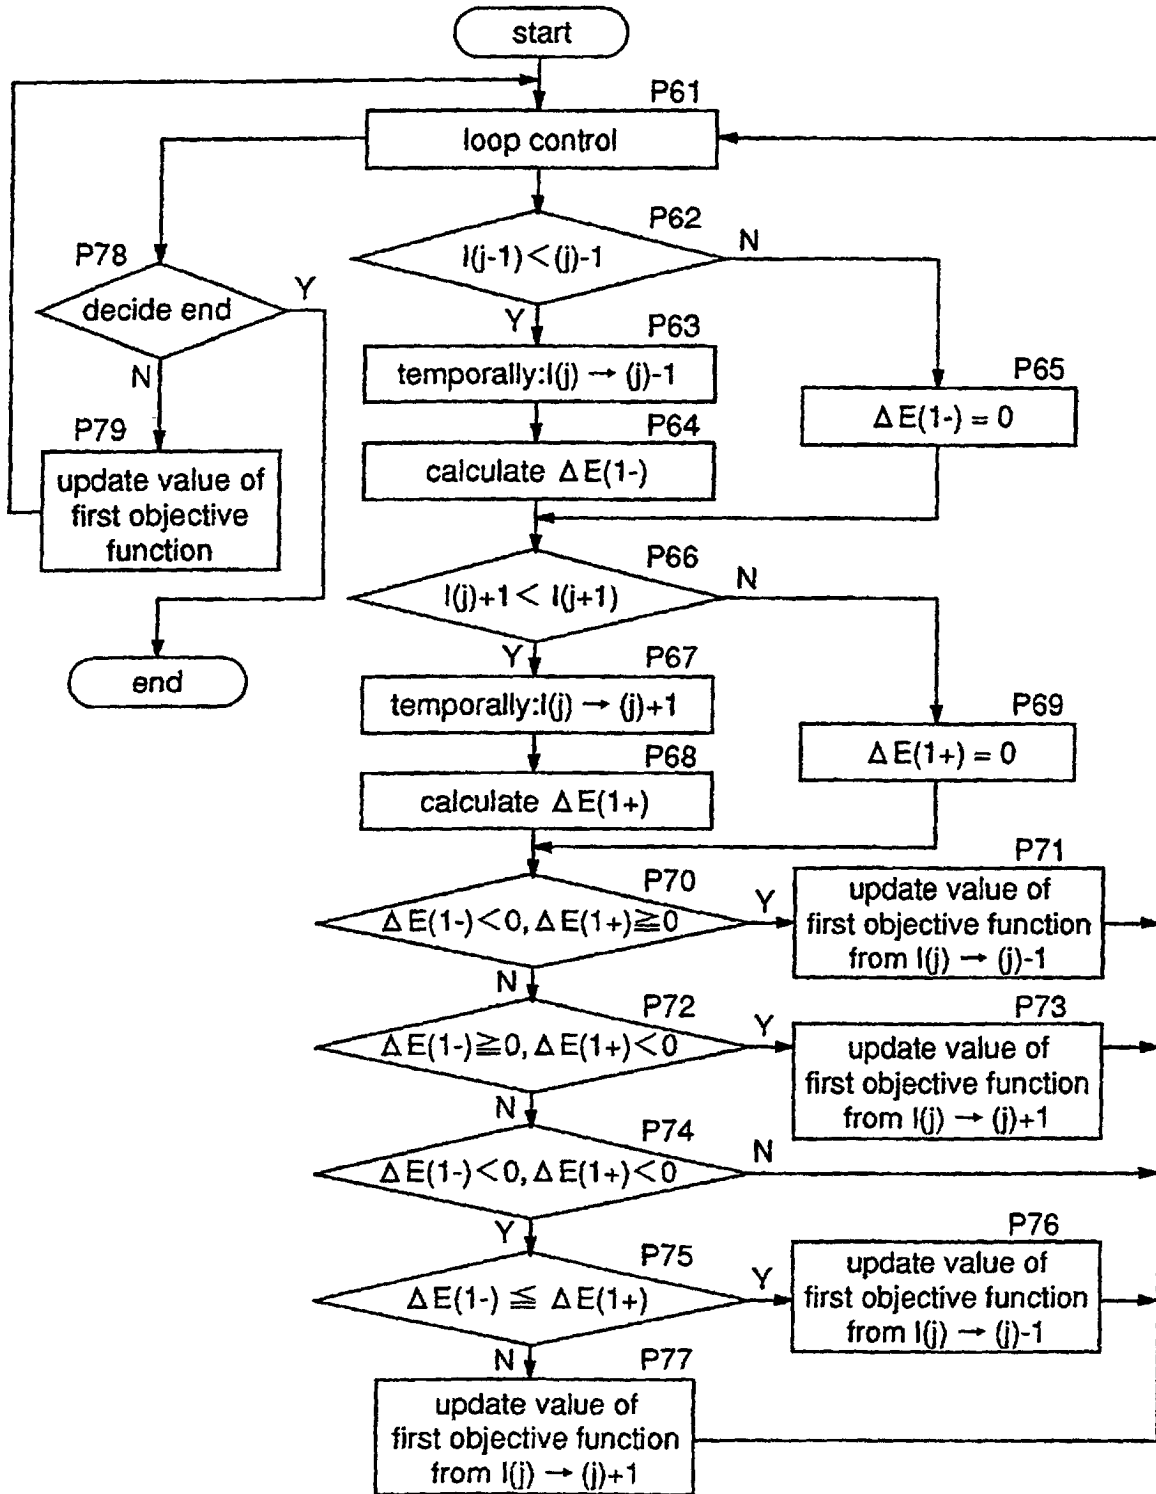 start
P61
loop control
P62
I(j-1)<(j)-1
N
P78
decide end
Y
Y
P63
temporally:I(j) → (j)-1
N
P65
ΔE(1-) = 0
P79
update value of
first objective
function
P64
calculate ΔE(1-)
P66
I(j)+1< I(j+1)
N
end
Y
P67
temporally:I(j) → (j)+1
P69
ΔE(1+) = 0
P68
calculate ΔE(1+)
P70
ΔE(1-)<0,ΔE(1+)≧0
Y
P71
update value of
first objective function
from I(j) → (j)-1
N
P72
ΔE(1-)≧0,ΔE(1+)<0
Y
P73
update value of
first objective function
from I(j) → (j)+1
N
P74
ΔE(1-)<0,ΔE(1+)<0
N
Y
P75
ΔE(1-) ≦ ΔE(1+)
Y
P76
update value of
first objective function
from I(j) → (j)-1
N
P77
update value of
first objective function
from I(j) → (j)+1